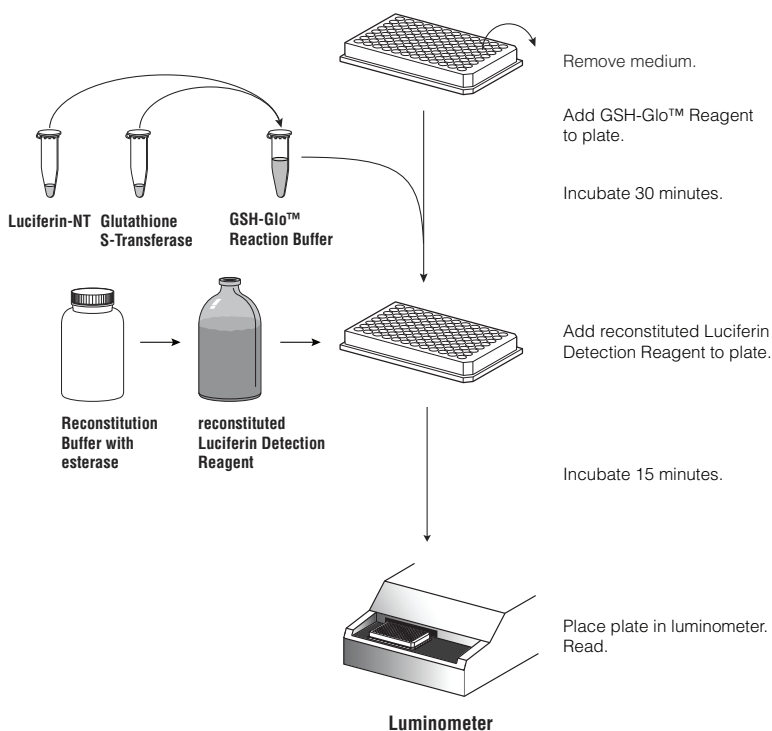 Remove medium.
Add GSH-Glo™ Reagent
to plate.
Incubate 30 minutes.
Luciferin-NT
Glutathione
S-Transferase
GSH-Glo™
Reaction Buffer
Add reconstituted Luciferin
Detection Reagent to plate.
Reconstitution
Buffer with
esterase
reconstituted
Luciferin Detection
Reagent
Incubate 15 minutes.
Place plate in luminometer.
Read.
Luminometer